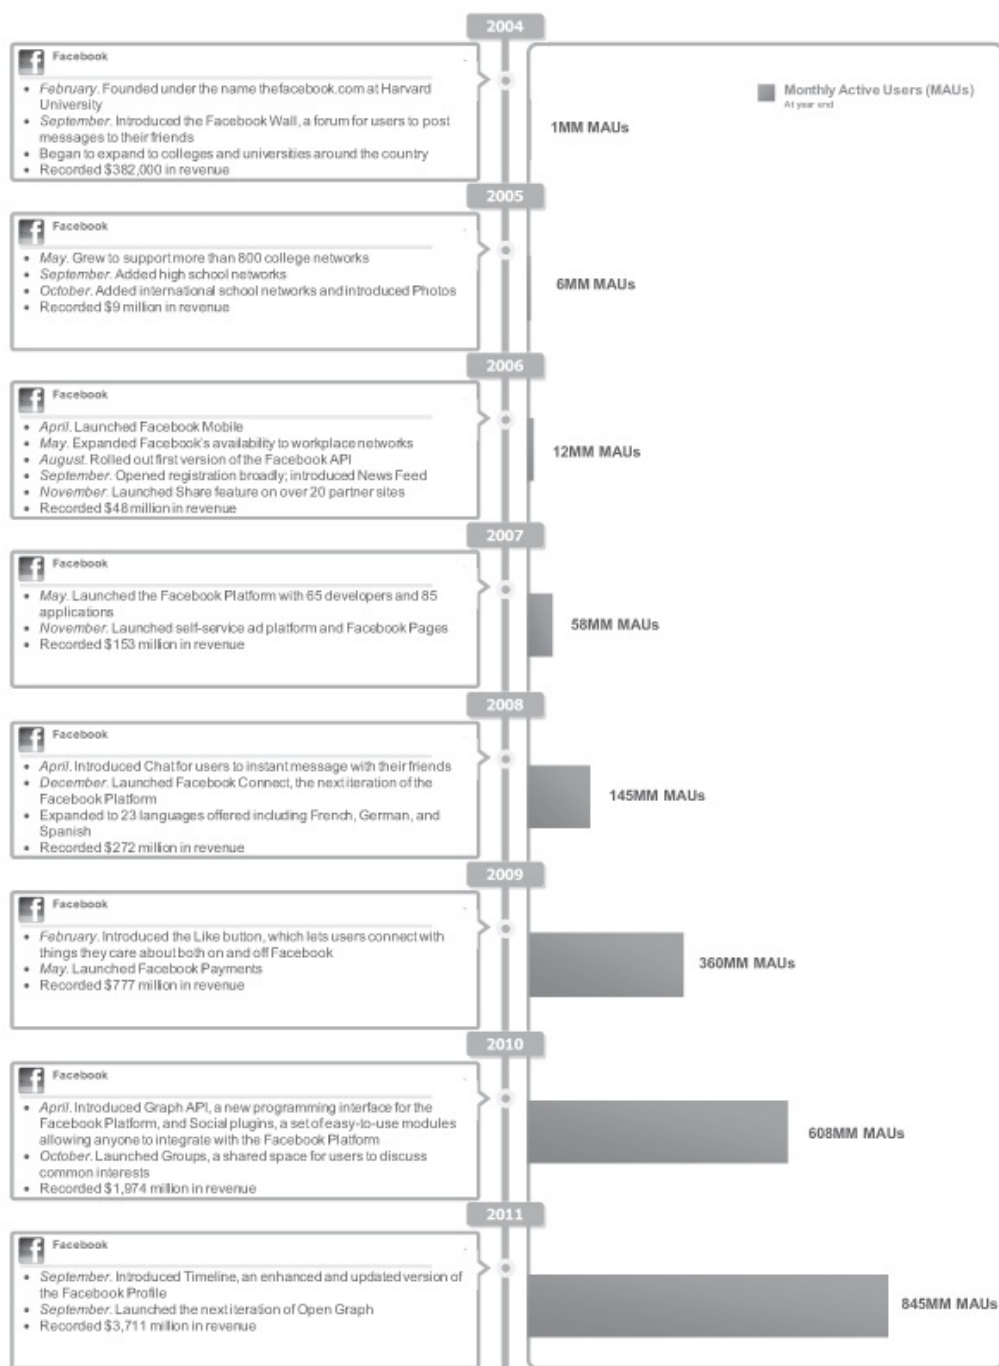 2004
Facebook
• February. Founded under the name thefacebook.com at Harvard
University
• September. Introduced the Facebook Wall, a forum for users to post
messages to their friends
• Began to expand to colleges and universities around the country
• Recorded $382,000 in revenue
Monthly Active Users (MAUs)
At year end
1MM MAUs
2005
Facebook
• May. Grew to support more than 800 college networks
• September. Added high school networks
• October. Added international school networks and introduced Photos
• Recorded $9 million in revenue
6MM MAUs
2006
Facebook
• April. Launched Facebook Mobile
• May. Expanded Facebook's availability to workplace networks
• August. Rolled out first version of the Facebook API
• September. Opened registration broadly; introduced News Feed
• November. Launched Share feature on over 20 partner sites
• Recorded $48 million in revenue
12MM MAUs
2007
Facebook
• May. Launched the Facebook Platform with 65 developers and 85
applications
• November. Launched self-service ad platform and Facebook Pages
• Recorded $153 million in revenue
58MM MAUs
2008
Facebook
• April. Introduced Chat for users to instant message with their friends
• December. Launched Facebook Connect, the next iteration of the
Facebook Platform
• Expanded to 23 languages offered including French, German, and
Spanish
• Recorded $272 million in revenue
145MM MAUs
2009
Facebook
• February. Introduced the Like button, which lets users connect with
things they care about both on and off Facebook
• May. Launched Facebook Payments
• Recorded $777 million in revenue
360MM MAUs
2010
Facebook
• April. Introduced Graph API, a new programming interface for the
Facebook Platform, and Social plugins, a set of easy-to-use modules
allowing anyone to integrate with the Facebook Platform
• October. Launched Groups, a shared space for users to discuss
common interests
• Recorded $1,974 million in revenue
608MM MAUs
2011
Facebook
• September. Introduced Timeline, an enhanced and updated version of
the Facebook Profile
• September. Launched the next iteration of Open Graph
• Recorded $3,711 million in revenue
845MM MAUs